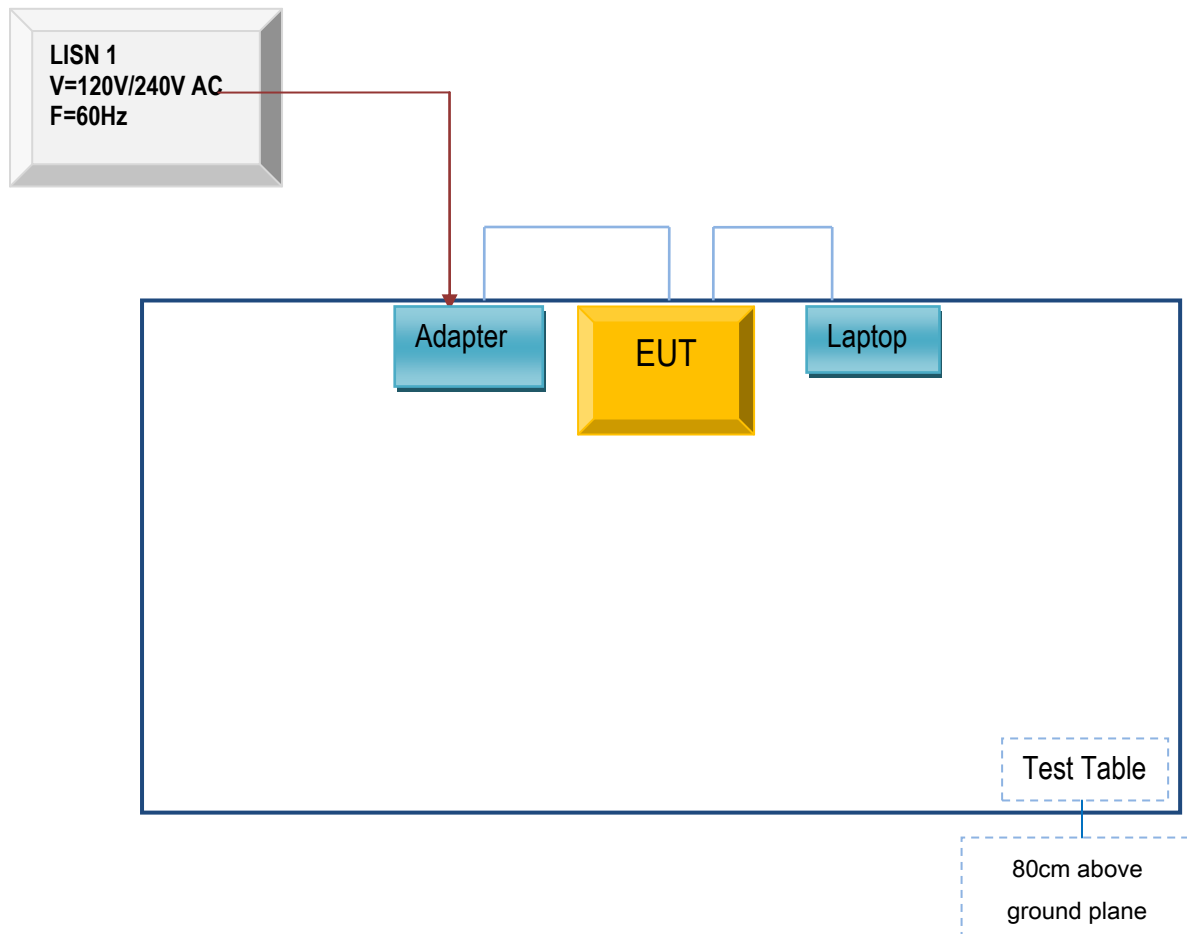 LISN 1
V=120V/240V AC
F=60Hz
Adapter
EUT
Laptop
Test Table
80cm above
ground plane